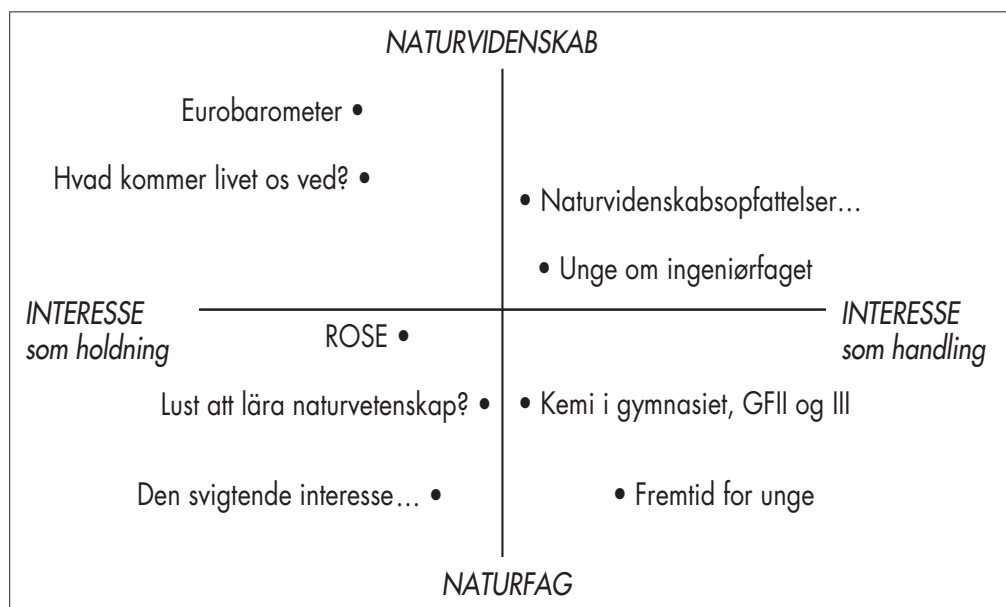 NATURVIDENSKAB
Eurobarometer
Hvad kommer livet os ved?
Naturvidenskabsopfattelser…
Unge om ingeniørfaget
INTERESSE
som holdning
INTERESSE
som handling
ROSE
Lust att lära naturvetenskap?
Kemi i gymnasiet, GFII og III
Den svigtende interesse…
Fremtid for unge
NATURFAG